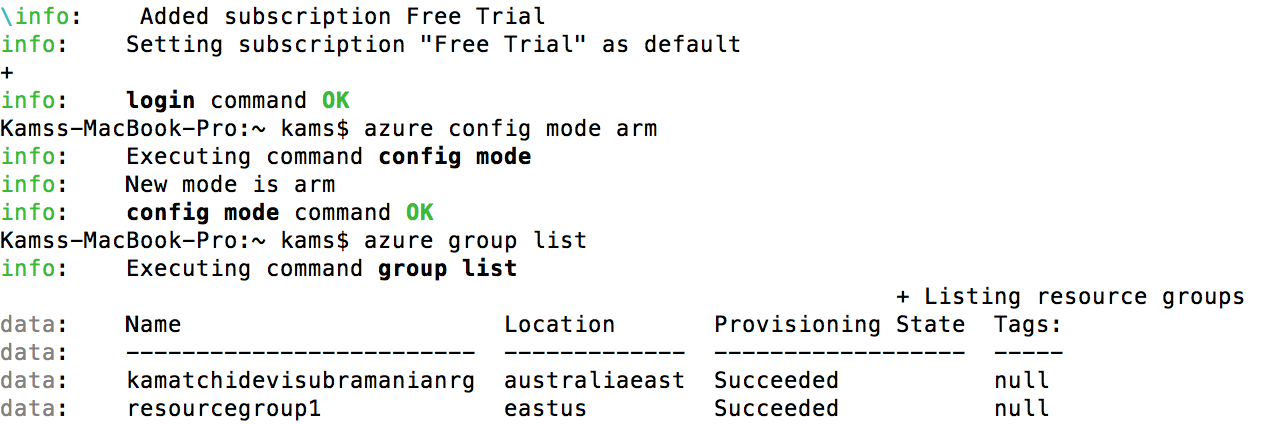 \info:    Added subscription Free Trial
info:    Setting subscription "Free Trial" as default
+
info:    login command OK
Kamss-MacBook-Pro:~ kams$ azure config mode arm
info:    Executing command config mode
info:    New mode is arm
info:    config mode command OK
Kamss-MacBook-Pro:~ kams$ azure group list
info:    Executing command group list
+ Listing resource groups
data:    Name                       Location       Provisioning State  Tags:
data:    -------------------------  -------------  ------------------  -----
data:    kamatchidevisubramanianrg  australiaeast  Succeeded           null
data:    resourcegroup1             eastus         Succeeded           null